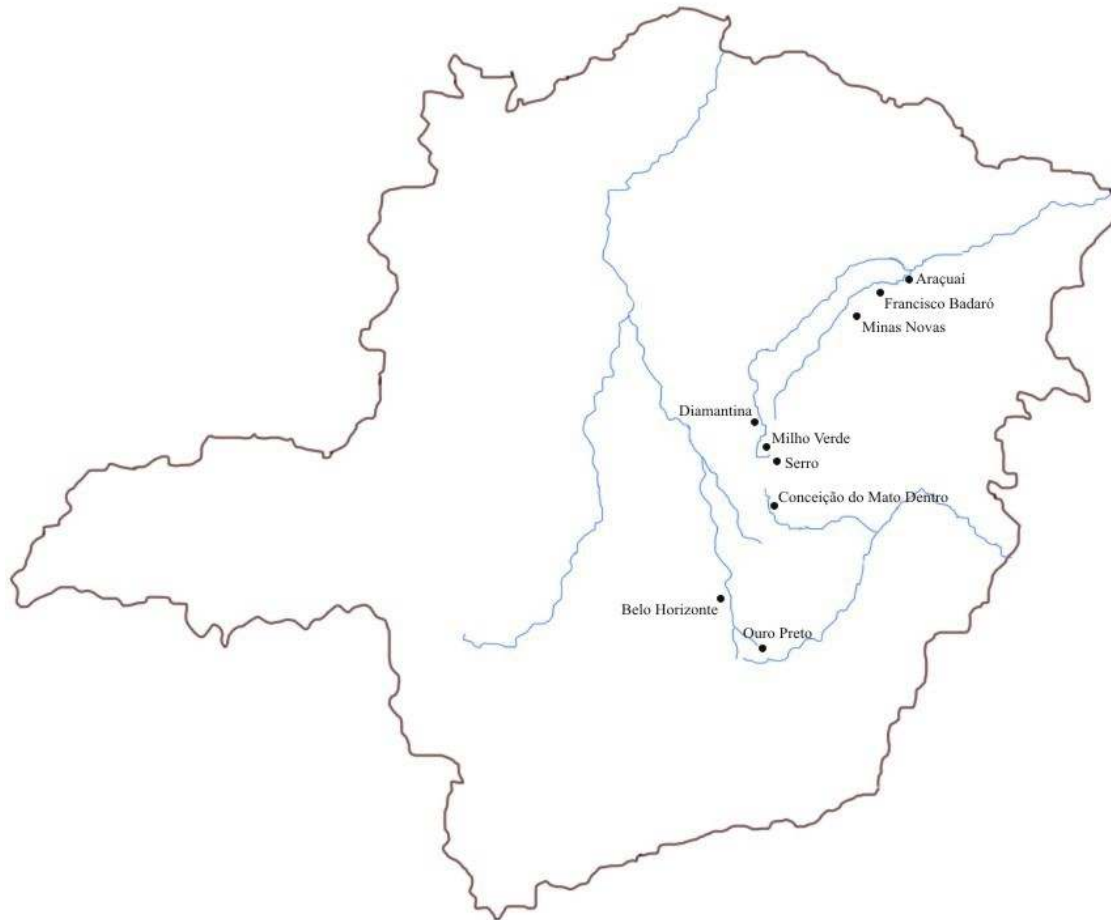 Araçuaí
Francisco Badaró
Minas Novas
Diamantina
Milho Verde
Serro
Conceição do Mato Dentro
Belo Horizonte
Ouro Preto